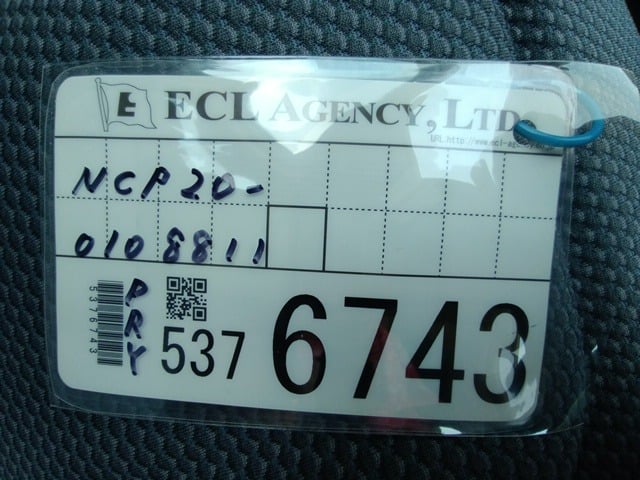 E ECL AGENCY, LTD.
NCP20-
0108811
5376743
PRY
537 6743